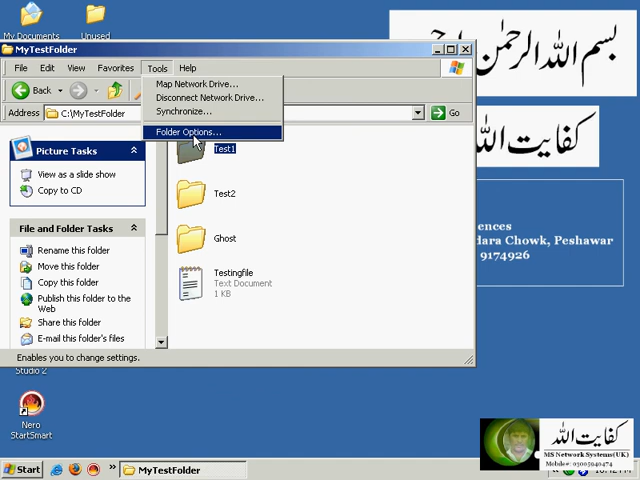 My Documents
Unused
بسم الله الرحمٰن الرحیم
MyTestFolder
File Edit View Favorites Tools Help
Map Network Drive...
Disconnect Network Drive...
Synchronize...
Folder Options...
Back
Address C:\MyTestFolder Go
کفایت اللہ
Picture Tasks
View as a slide show
Copy to CD
Test1
Test2
Ghost
Testingfile
Text Document
1 KB
File and Folder Tasks
Rename this folder
Move this folder
Copy this folder
Publish this folder to the
Web
Share this folder
E-mail this folder's files
ences
dara Chowk, Peshawar
9174926
Enables you to change settings.
Studio 2
Nero
StartSmart
کفایت اللہ
MS Network Systems(UK)
Mobile#: 03005940474
Start
MyTestFolder